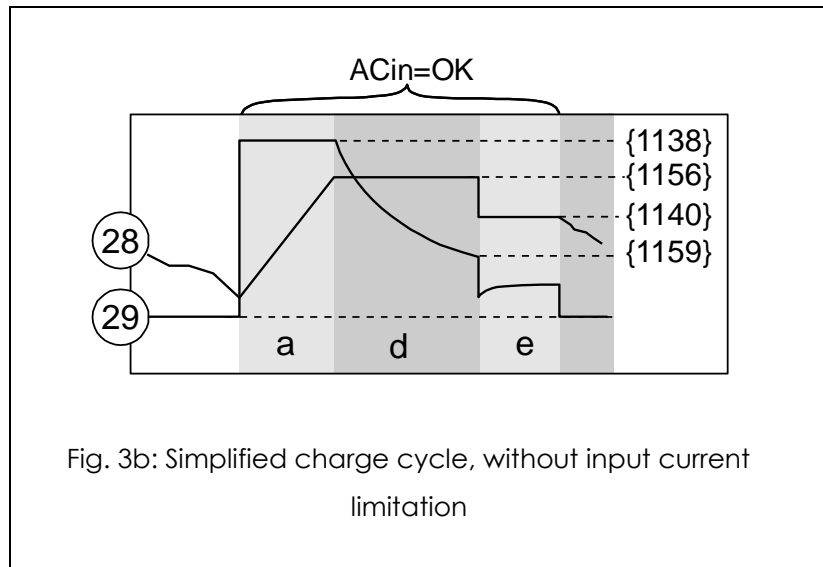 ACin=OK
{1138}
{1156}
{1140}
{1159}
28
29
a d e
Fig. 3b: Simplified charge cycle, without input current
limitation